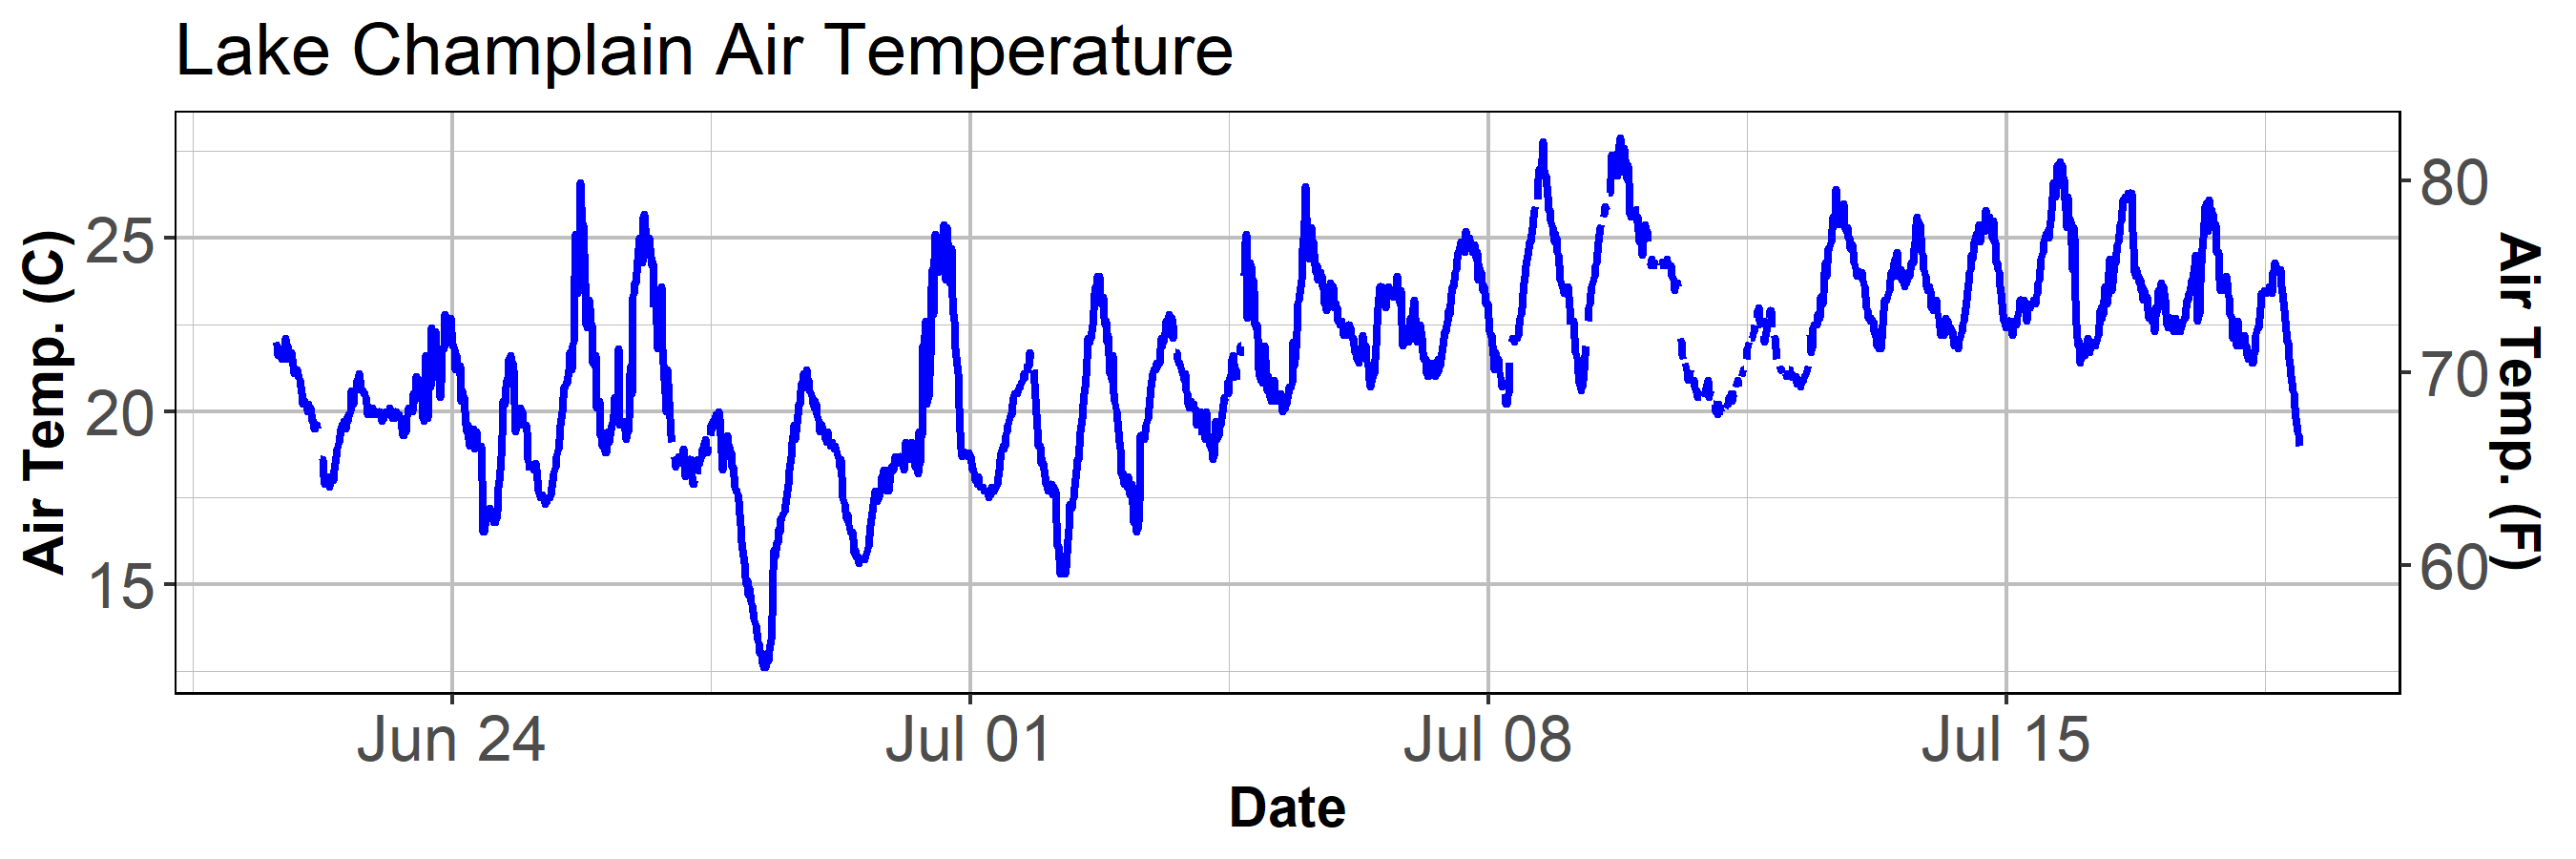 Lake Champlain Air Temperature
Air Temp. (C)
25
20
15
80
70
60
Air Temp. (F)
Jun 24
Jul 01
Jul 08
Jul 15
Date